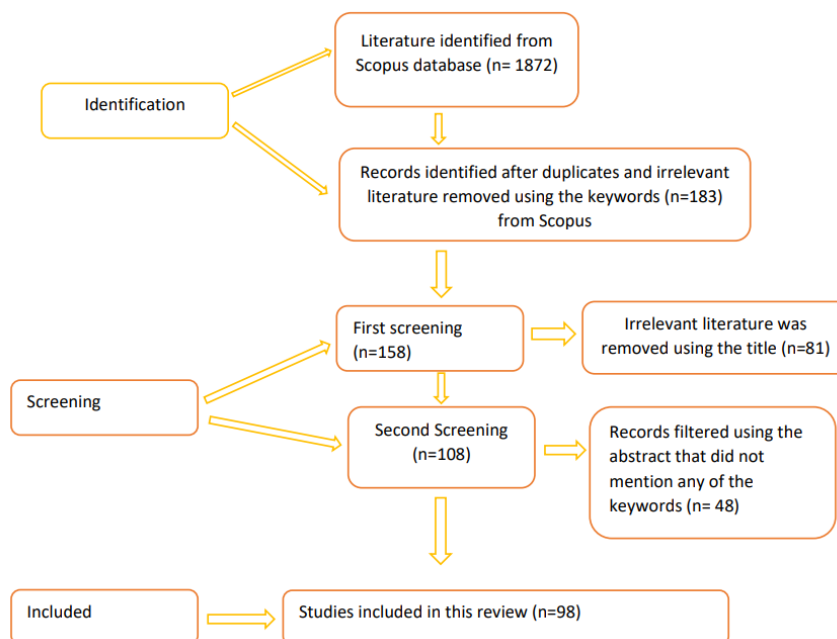 Literature identified from
Scopus database (n= 1872)
Identification
Records identified after duplicates and irrelevant
literature removed using the keywords (n=183)
from Scopus
First screening
(n=158)
Irrelevant literature was
removed using the title (n=81)
Screening
Second Screening
(n=108)
Records filtered using the
abstract that did not
mention any of the
keywords (n= 48)
Included
Studies included in this review (n=98)